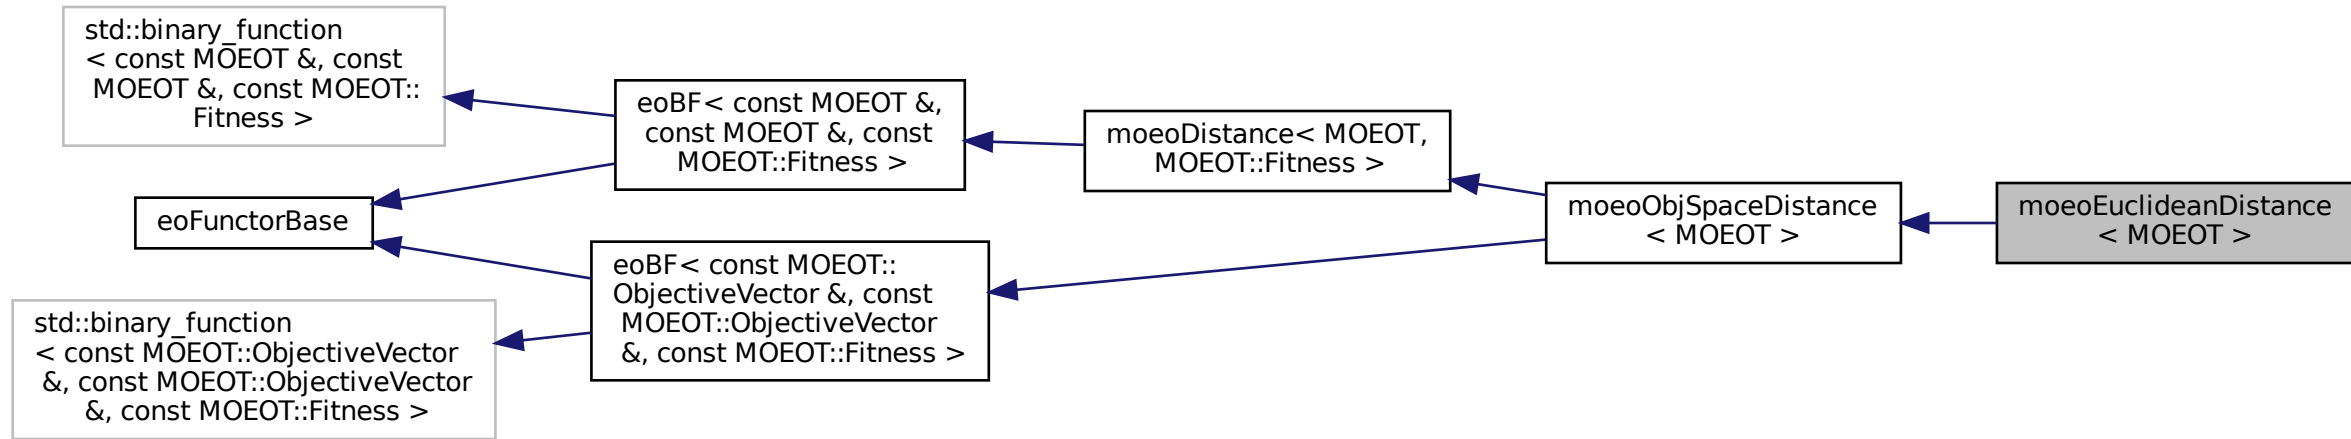 std::binary_function
< const MOEOT &, const
MOEOT &, const MOEOT::
Fitness >
eoFunctorBase
std::binary_function
< const MOEOT::ObjectiveVector
&, const MOEOT::ObjectiveVector
&, const MOEOT::Fitness >
eoBF< const MOEOT &,
const MOEOT &, const
MOEOT::Fitness >
eoBF< const MOEOT::
ObjectiveVector &, const
MOEOT::ObjectiveVector
&, const MOEOT::Fitness >
moeoDistance< MOEOT,
MOEOT::Fitness >
moeoObjSpaceDistance
< MOEOT >
moeoEuclideanDistance
< MOEOT >